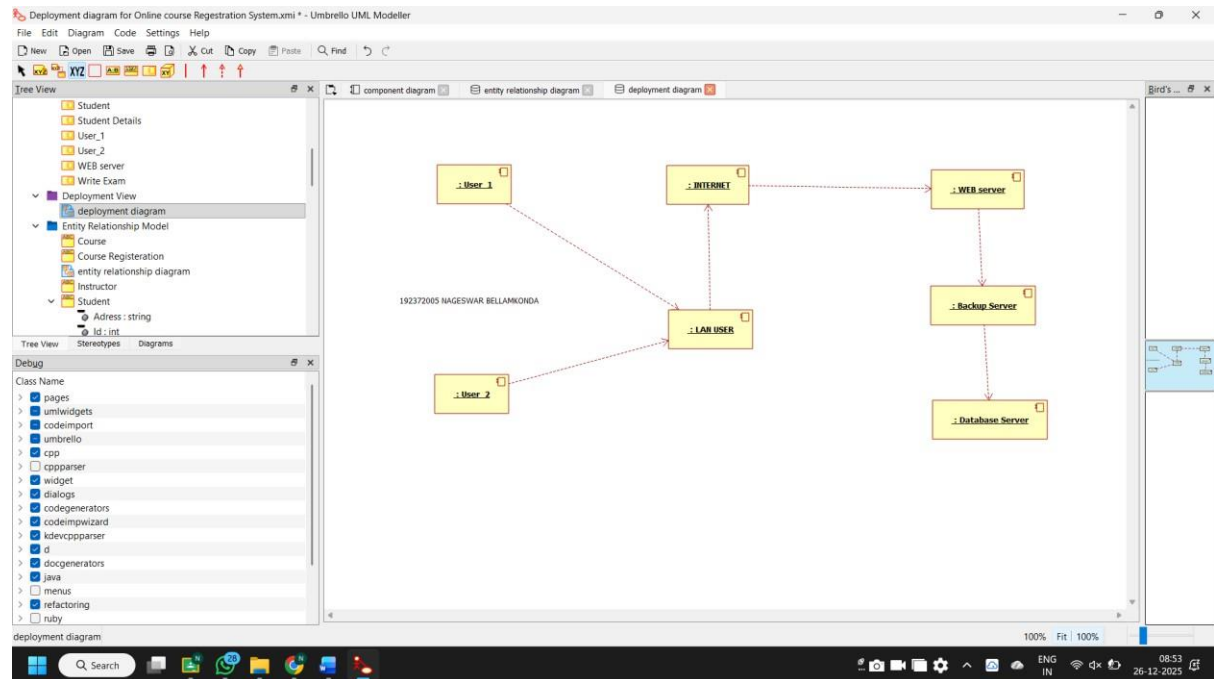 Deployment diagram for Online course Regestration System.xmi * - Umbrello UML Modeller
File Edit Diagram Code Settings Help
New Open Save Cut Copy Paste Find
XYZ
Tree View
Student
Student Details
User_1
User_2
WEB server
Write Exam
Deployment View
deployment diagram
Entity Relationship Model
Course
Course Registeration
entity relationship diagram
Instructor
Student
Adress : string
Id : int
Tree View Stereotypes Diagrams
Debug
Class Name
pages
umlwidgets
codeimport
umbrello
cpp
cppparser
widget
dialogs
codegenerators
codeimpwizard
kdevcppparser
d
docgenerators
java
menus
refactoring
ruby
component diagram entity relationship diagram deployment diagram
: User_1
: INTERNET
: WEB server
192372005 NAGESWAR BELLAMKONDA
: LAN USER
: Backup Server
: User_2
: Database Server
Bird's ...
deployment diagram
100% Fit 100%
Search
28
ENG
IN
08:53
26-12-2025